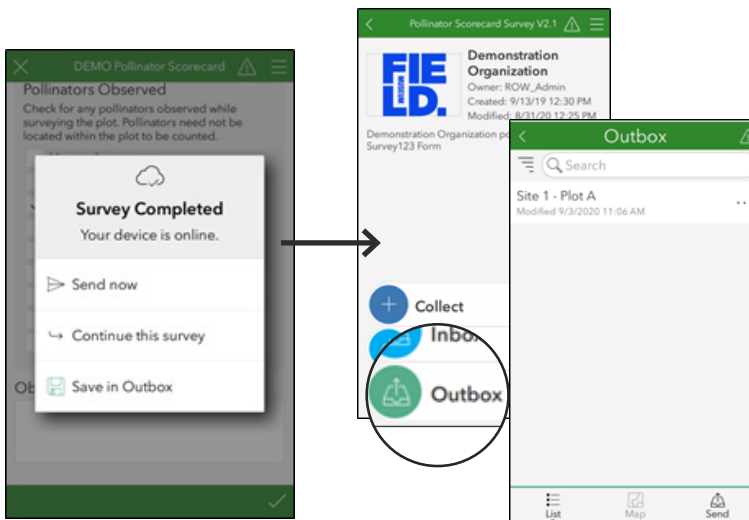 DEMO Pollinator Scorecard
Pollinators Observed
Check for any pollinators observed while
surveying the plot. Pollinators need not be
located within the plot to be counted.
Survey Completed
Your device is online.
Send now
Continue this survey
Save in Outbox
Pollinator Scorecard Survey V2.1
FIELD.
MUSEUM
Demonstration
Organization
Owner: ROW_Admin
Created: 9/13/19 12:30 PM
Modified: 8/31/20 12:25 PM
Demonstration Organization
Survey123 Form
Collect
Inbox
Outbox
Outbox
Search
Site 1 - Plot A
Modified 9/3/2020 11:06 AM
List
Map
Send